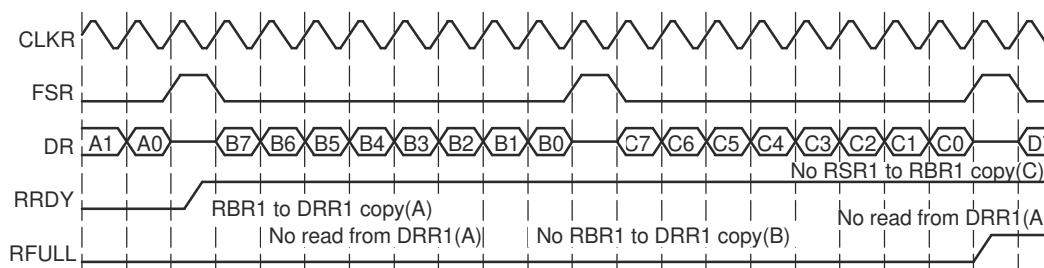 CLKR
FSR
DR A1 A0 B7 B6 B5 B4 B3 B2 B1 B0 C7 C6 C5 C4 C3 C2 C1 C0
No RSR1 to RBR1 copy(C)
RRDY
RBR1 to DRR1 copy(A)
No read from DRR1(A
No read from DRR1(A) No RBR1 to DRR1 copy(B)
RFULL